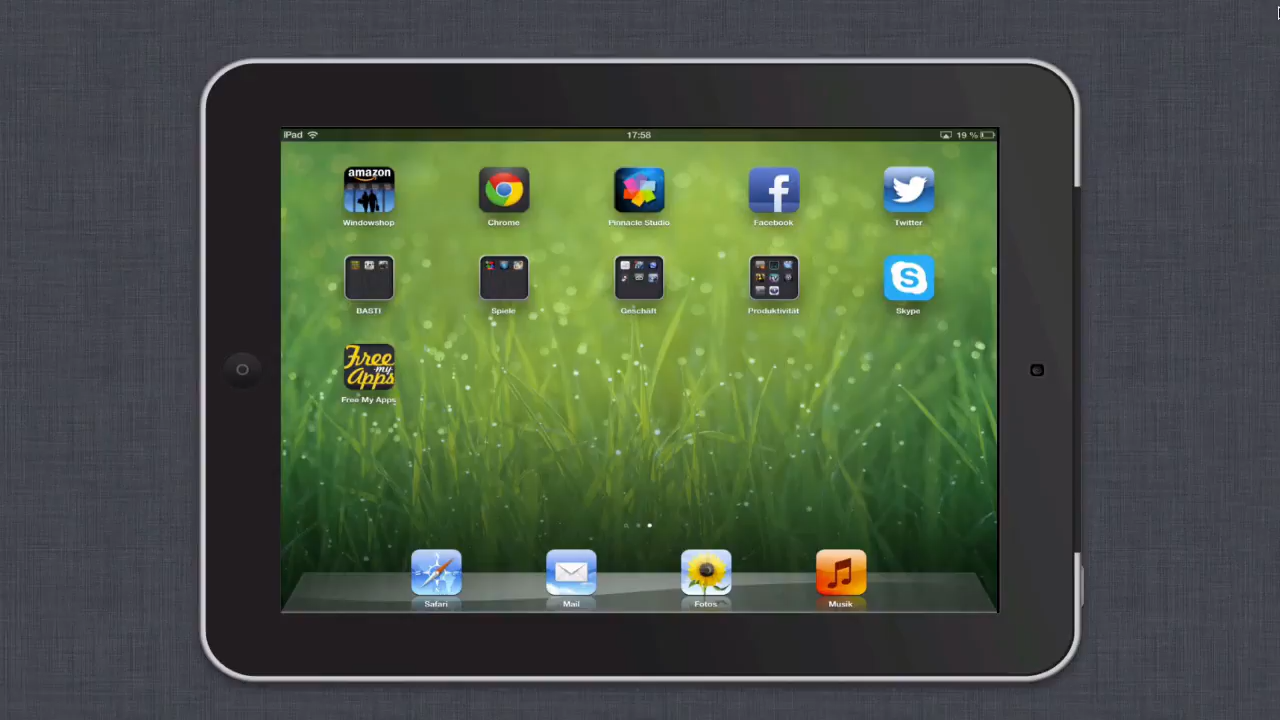 iPad 17:58 19 %
amazon
Windowshop Chrome Pinnacle Studio Facebook Twitter
BASTI Spiele Geschäft Produktivität Skype
Free
my
Apps
Free My Apps
Safari Mail Fotos Musik